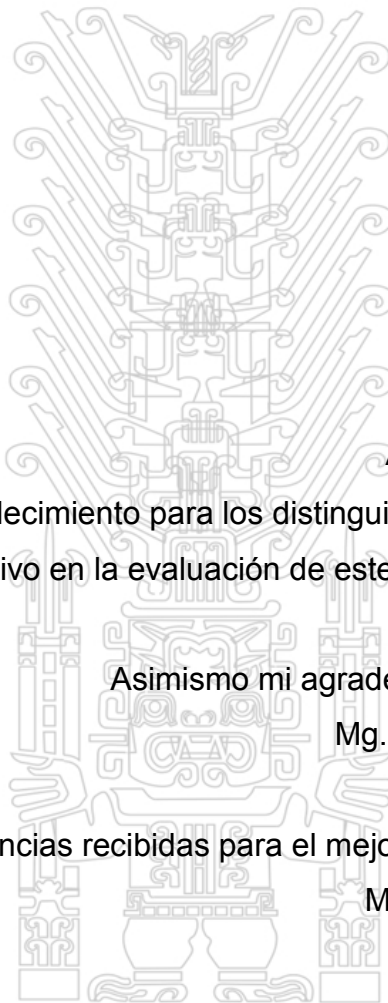 decimiento para los distingui
ivo en la evaluación de este
Asimismo mi agrade
Mg.
ncias recibidas para el mejo
M